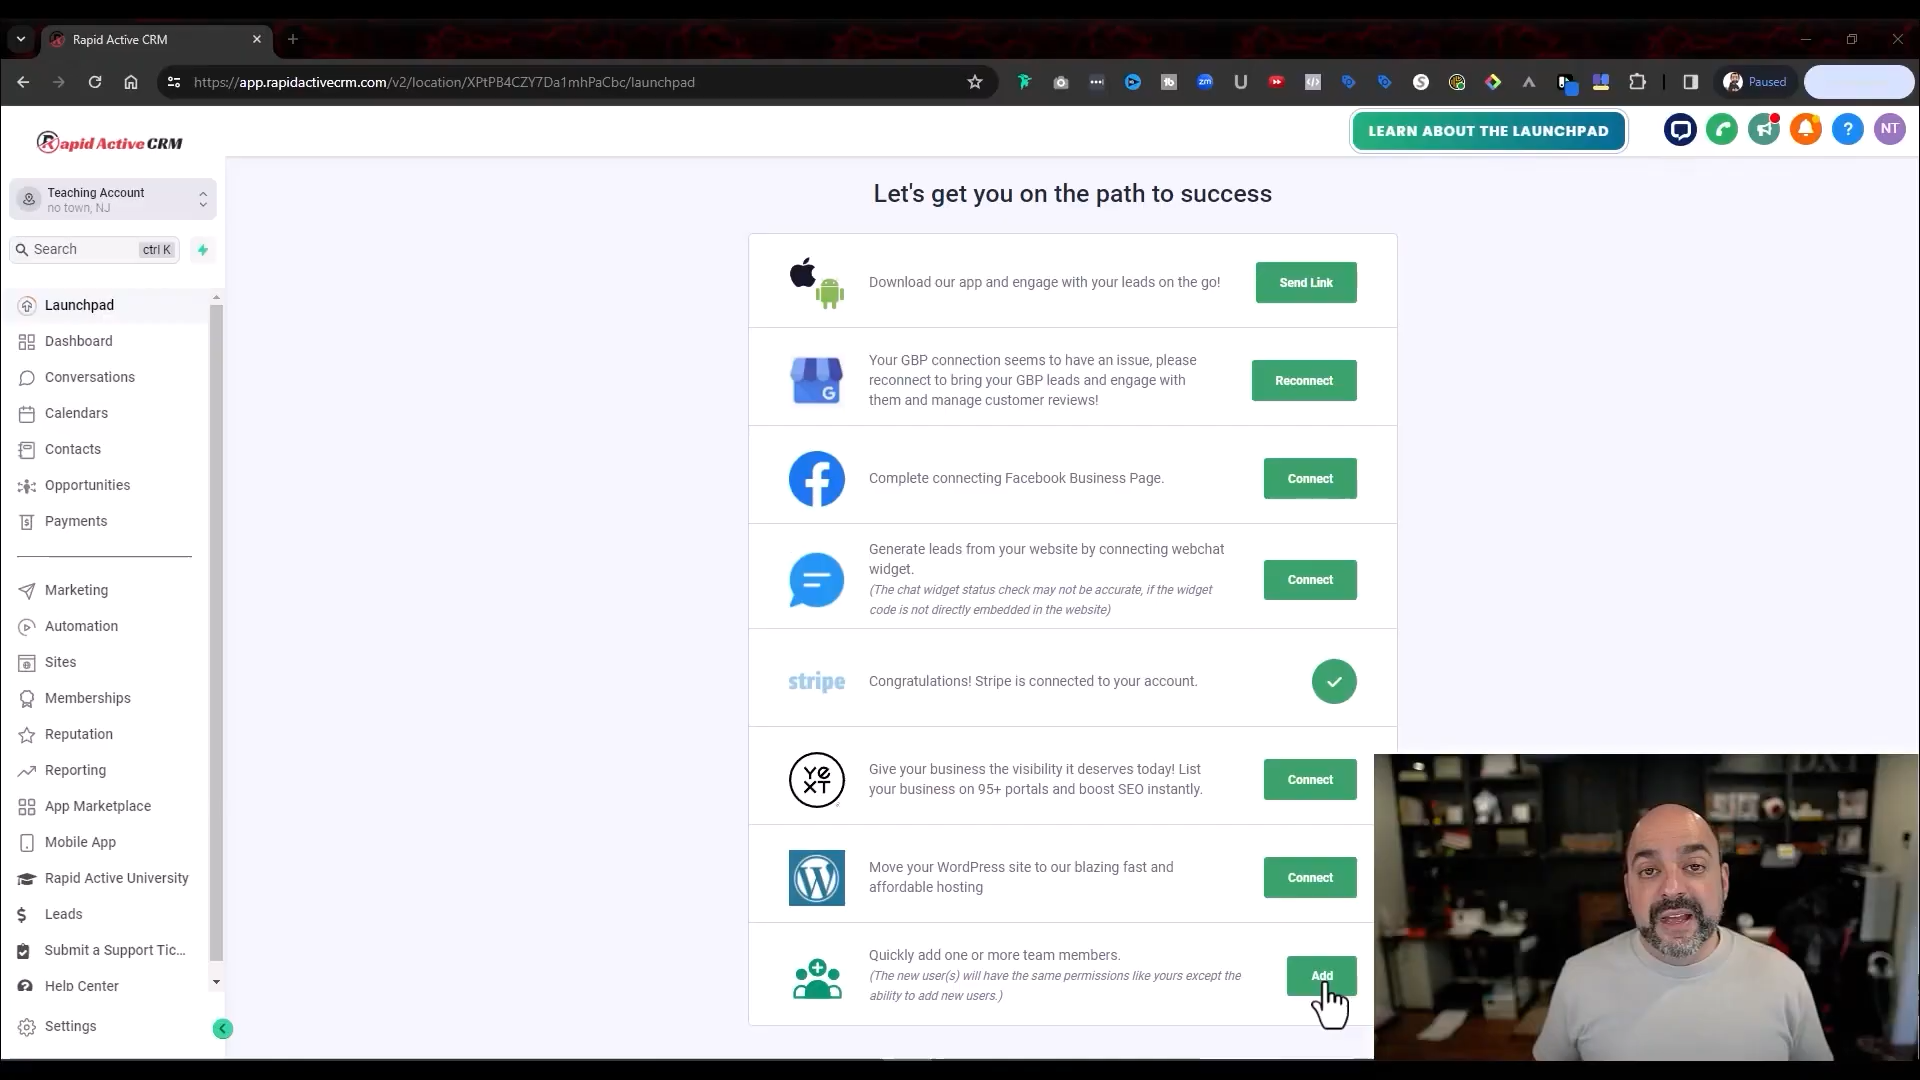 Rapid Active CRM
https://app.rapidactivecrm.com/v2/location/XPtPB4CZY7Da1mhPaCbc/launchpad
Paused
Rapid Active CRM
LEARN ABOUT THE LAUNCHPAD
NT
Teaching Account
no town, NJ
Search
ctrl K
Launchpad
Dashboard
Conversations
Calendars
Contacts
Opportunities
Payments
Marketing
Automation
Sites
Memberships
Reputation
Reporting
App Marketplace
Mobile App
Rapid Active University
Leads
Submit a Support Tic...
Help Center
Settings
Let's get you on the path to success
Download our app and engage with your leads on the go!
Send Link
Your GBP connection seems to have an issue, please
reconnect to bring your GBP leads and engage with
them and manage customer reviews!
Reconnect
Complete connecting Facebook Business Page.
Connect
Generate leads from your website by connecting webchat
widget.
(The chat widget status check may not be accurate, if the widget
code is not directly embedded in the website)
Connect
stripe
Congratulations! Stripe is connected to your account.
YEXT
Give your business the visibility it deserves today! List
your business on 95+ portals and boost SEO instantly.
Connect
Move your WordPress site to our blazing fast and
affordable hosting
Connect
Quickly add one or more team members.
(The new user(s) will have the same permissions like yours except the
ability to add new users.)
Add